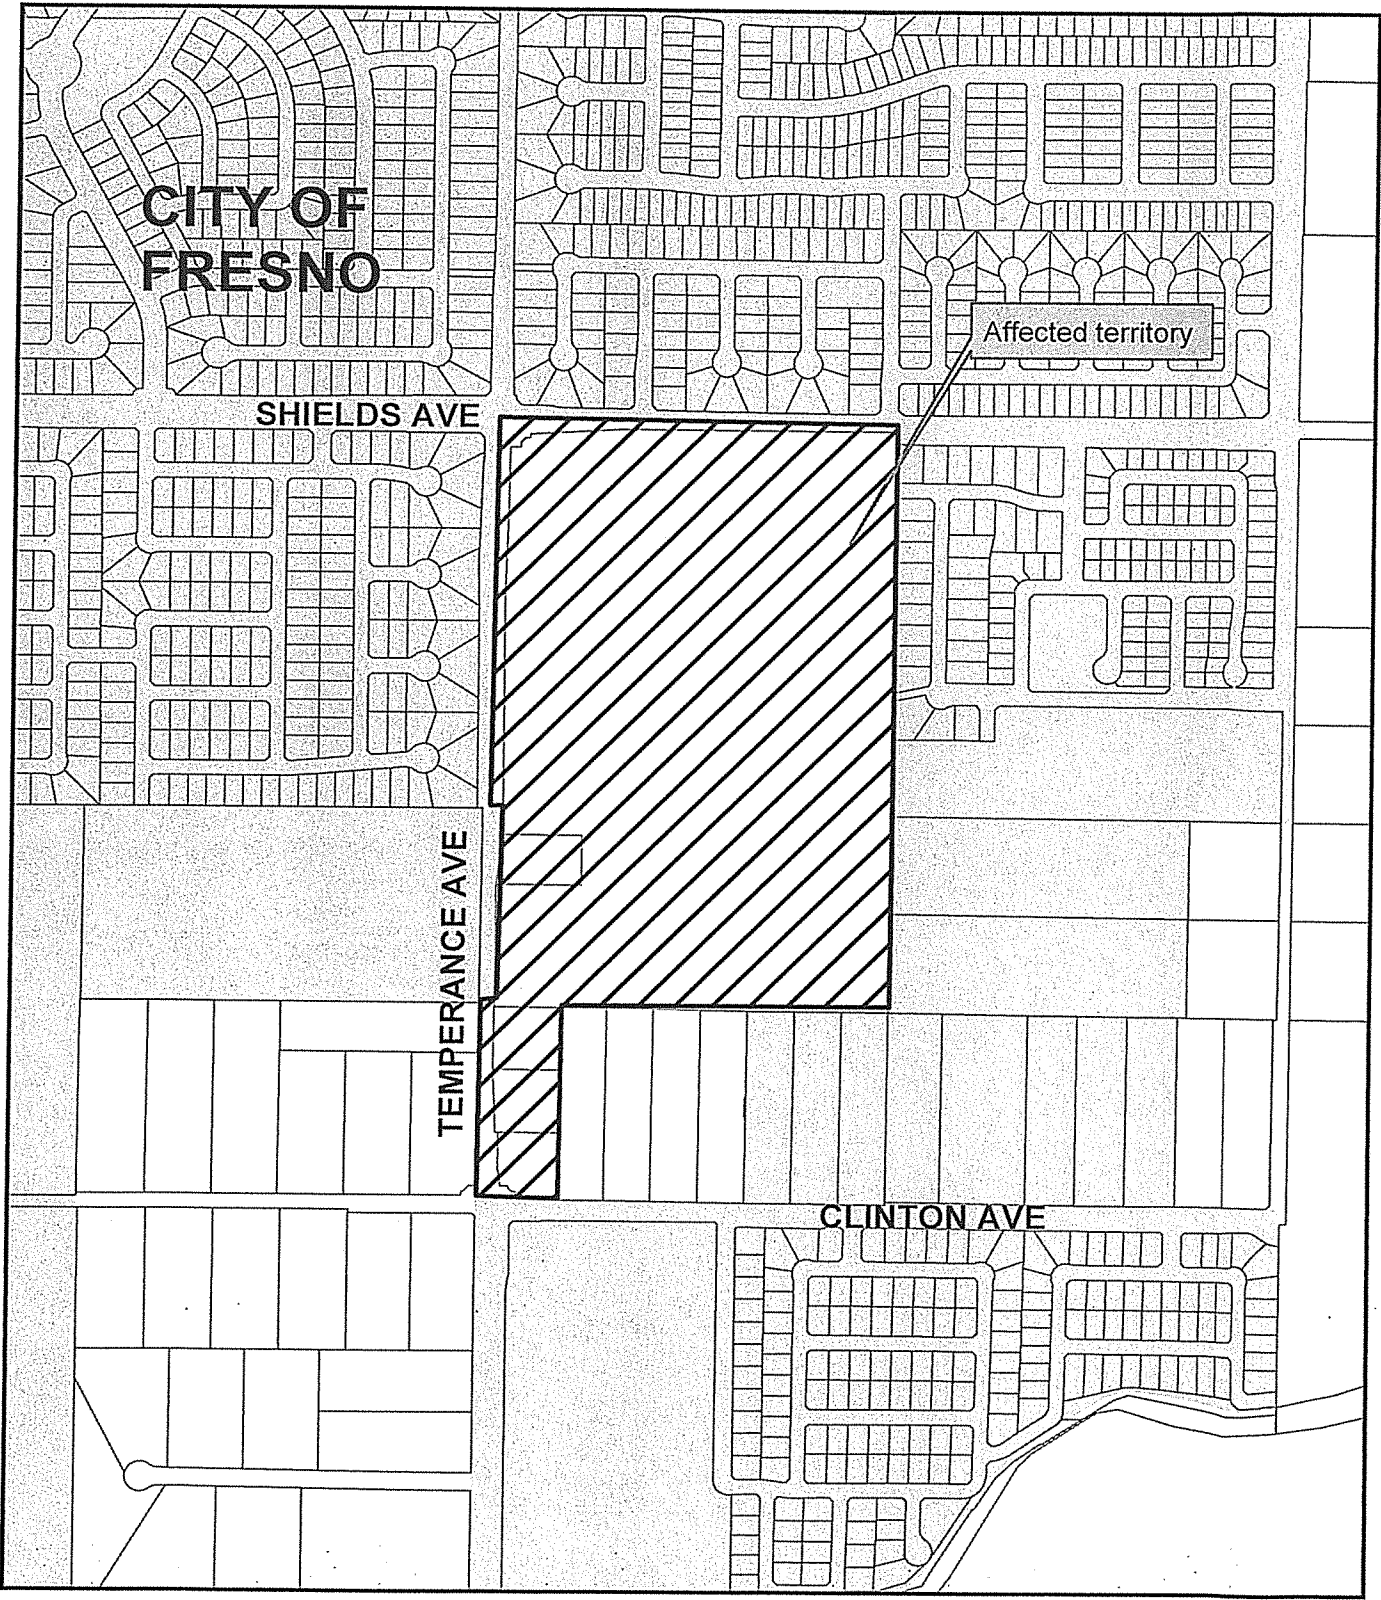 CITY OF
FRESNO
Affected territory
SHIELDS AVE
TEMPERANCE AVE
CLINTON AVE